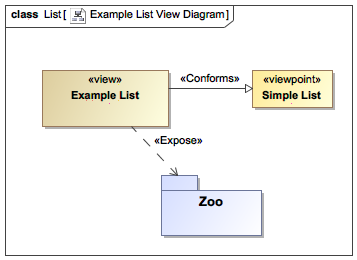 class List[ Example List View Diagram]
«view»
Example List
«Conforms»
«viewpoint»
Simple List
«Expose»
Zoo